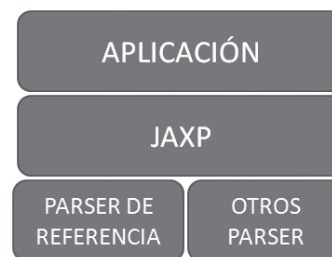 APLICACIÓN
JAXP
PARSER DE
REFERENCIA
OTROS
PARSER